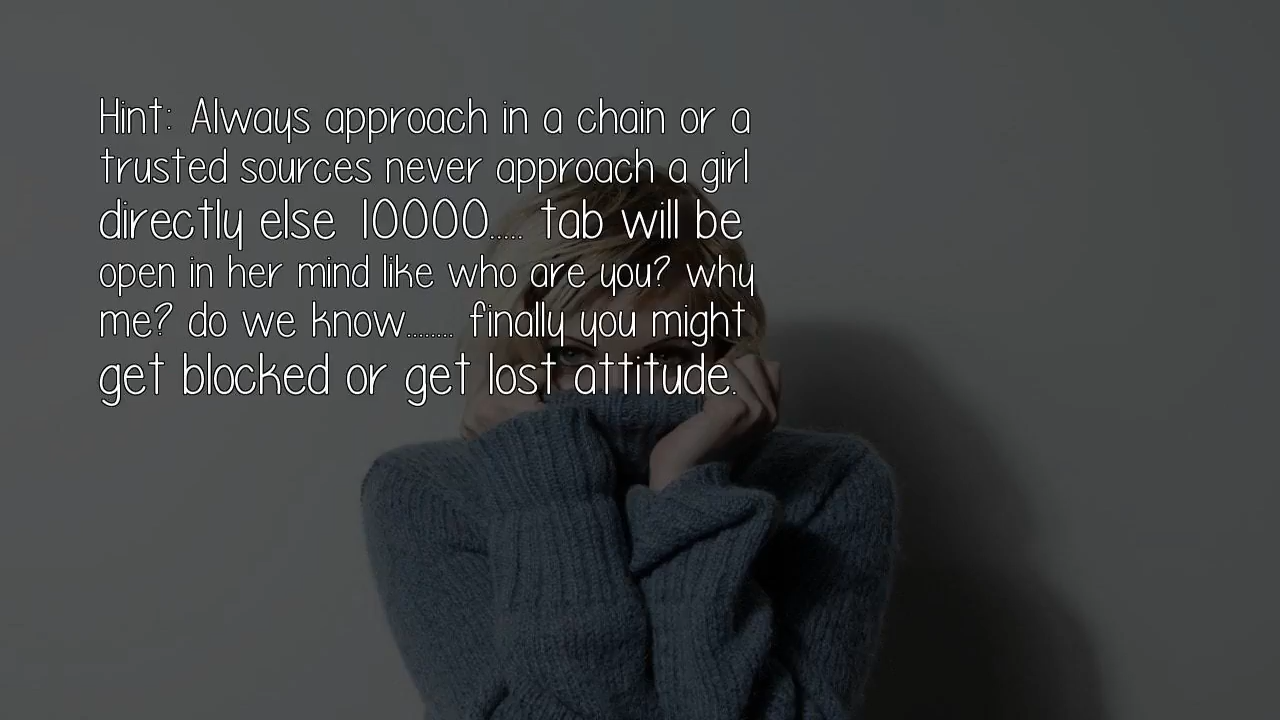 Hint: Always approach in a chain or a
trusted sources never approach a girl
directly else 10000..... tab will be
open in her mind like who are you? why
me? do we know........ finally you might
get blocked or get lost attitude.